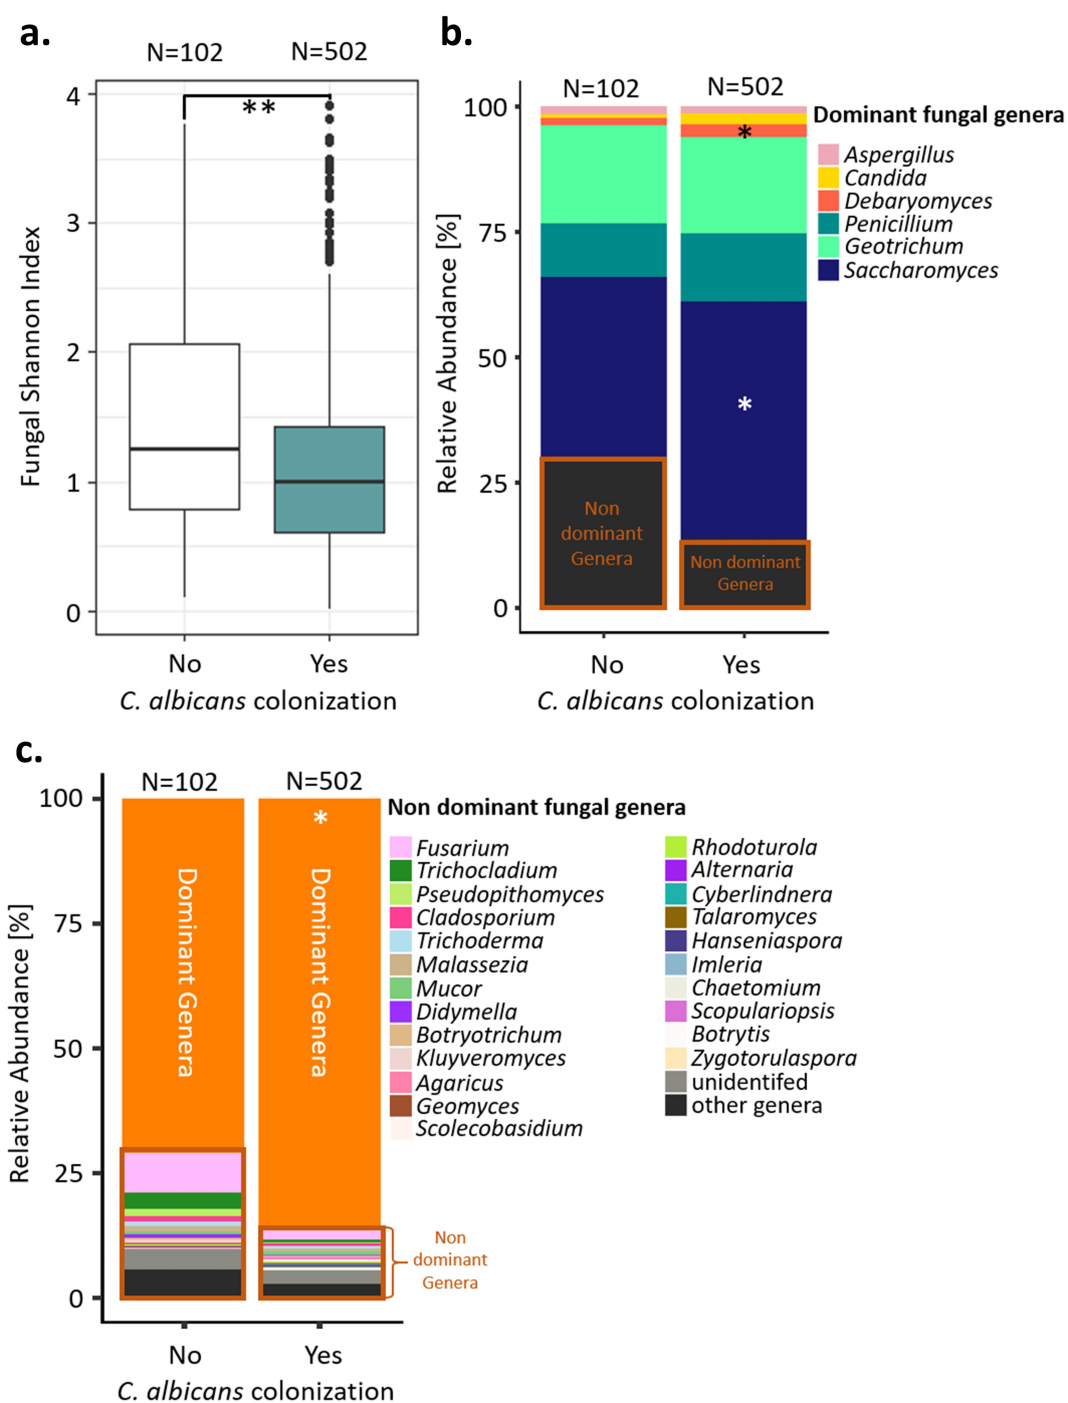 a.
N=102 N=502
4
**
3
2
1
0
Fungal Shannon Index
No Yes
C. albicans colonization
b.
N=102 N=502
100
75
50
25
0
Relative Abundance [%]
*
*
Non
dominant
Genera
Non dominant
Genera
No Yes
C. albicans colonization
Dominant fungal genera
Aspergillus
Candida
Debaryomyces
Penicillium
Geotrichum
Saccharomyces
c.
N=102 N=502
100
75
50
25
0
Relative Abundance [%]
*
Dominant Genera
Dominant Genera
Non
dominant
Genera
No Yes
C. albicans colonization
Non dominant fungal genera
Fusarium
Trichocladium
Pseudopithomyces
Cladosporium
Trichoderma
Malassezia
Mucor
Didymella
Botryotrichum
Kluyveromyces
Agaricus
Geomyces
Scolecobasidium
Rhodoturola
Alternaria
Cyberlindnera
Talaromyces
Hanseniaspora
Imleria
Chaetomium
Scopulariopsis
Botrytis
Zygotorulaspora
unidentifed
other genera